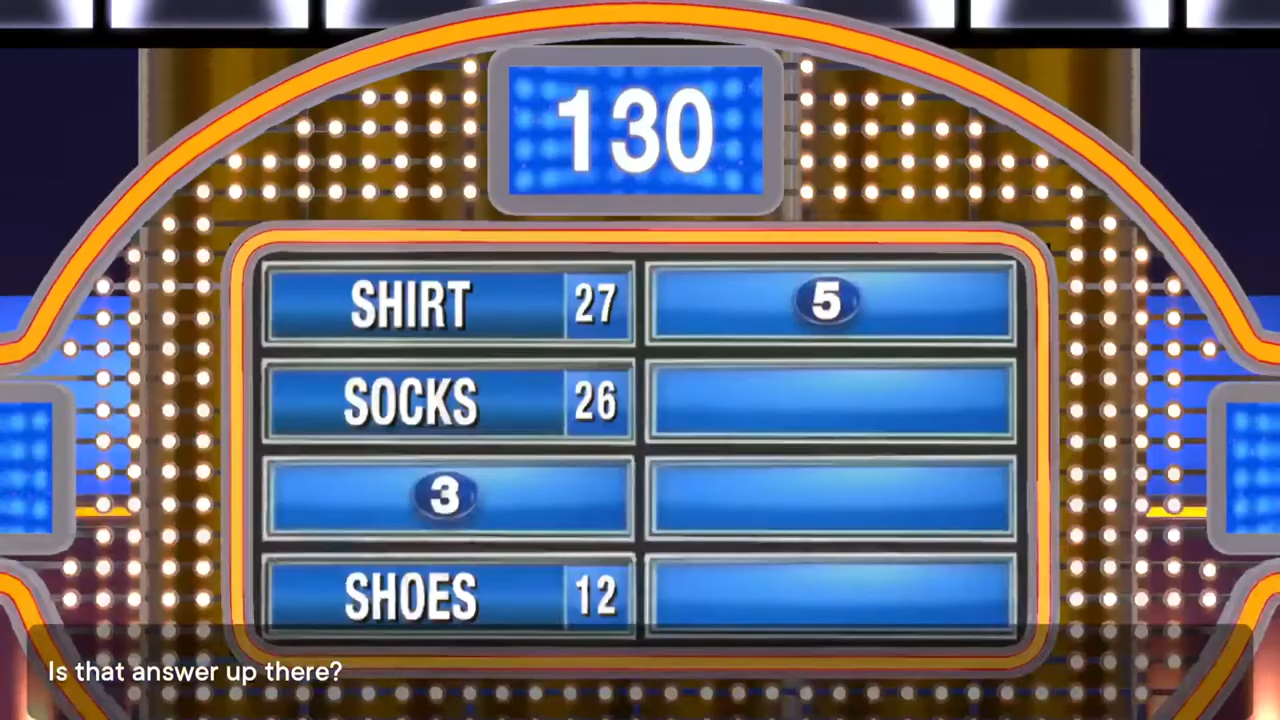 130
SHIRT 27
5
SOCKS 26
3
SHOES 12
Is that answer up there?